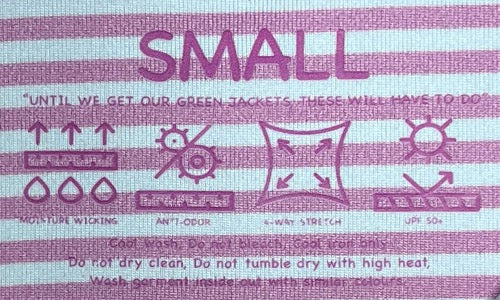 SMALL
"UNTIL WE GET OUR GREEN JACKETS, THESE WILL HAVE TO DO"
"MOISTURE WICKING ANTI-ODUR 4-WAY STRETCH UPF 50+
Cool wash, Do not bleach, Cool iron only,
Do not dry clean, Do not tumble dry with high heat,
Wash garment inside out with similar colours.